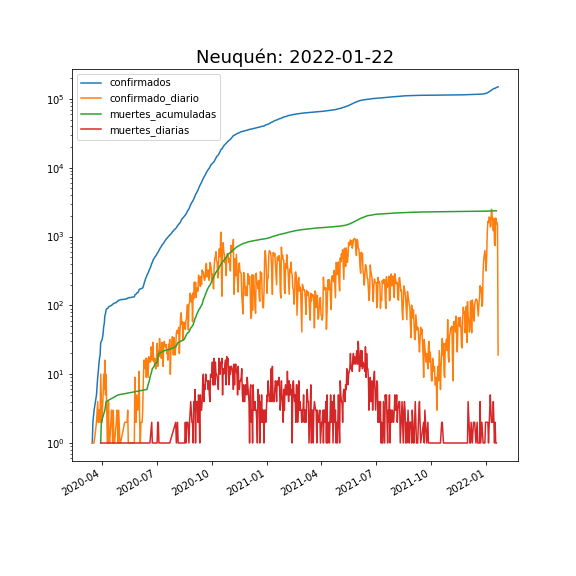 Neuquén: 2022-01-22
confirmados
confirmado_diario
muertes_acumuladas
muertes_diarias
10⁵
10⁴
10³
10²
10¹
10⁰
2020-04 2020-07 2020-10 2021-01 2021-04 2021-07 2021-10 2022-01